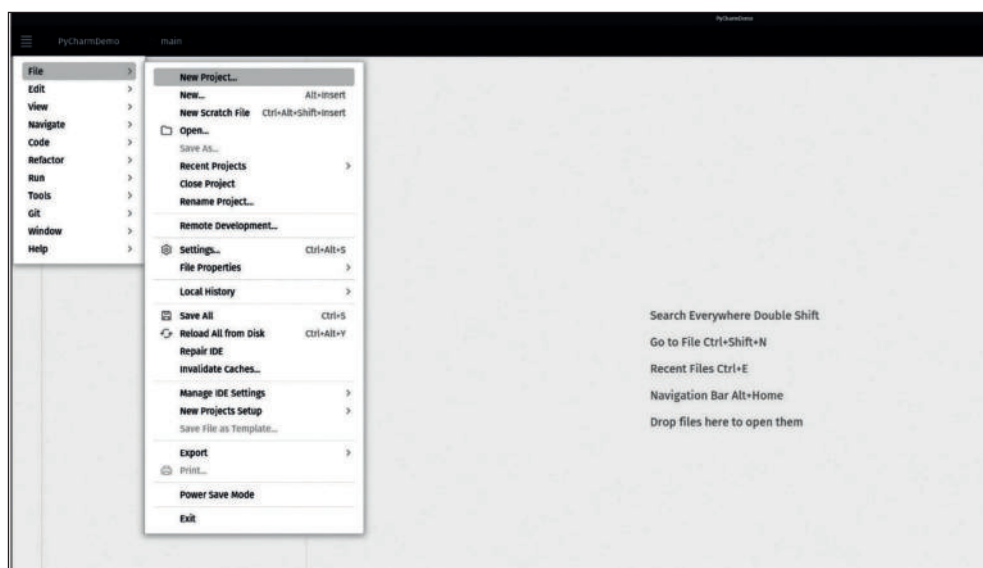 PyCharmDemo
PyCharmDemo main
File
Edit
View
Navigate
Code
Refactor
Run
Tools
Git
Window
Help
New Project...
New... Alt+Insert
New Scratch File Ctrl+Alt+Shift+Insert
Open...
Save As...
Recent Projects
Close Project
Rename Project...
Remote Development...
Settings... Ctrl+Alt+S
File Properties
Local History
Save All Ctrl+S
Reload All from Disk Ctrl+Alt+Y
Repair IDE
Invalidate Caches...
Manage IDE Settings
New Projects Setup
Save File as Template...
Export
Print...
Power Save Mode
Exit
Search Everywhere Double Shift
Go to File Ctrl+Shift+N
Recent Files Ctrl+E
Navigation Bar Alt+Home
Drop files here to open them